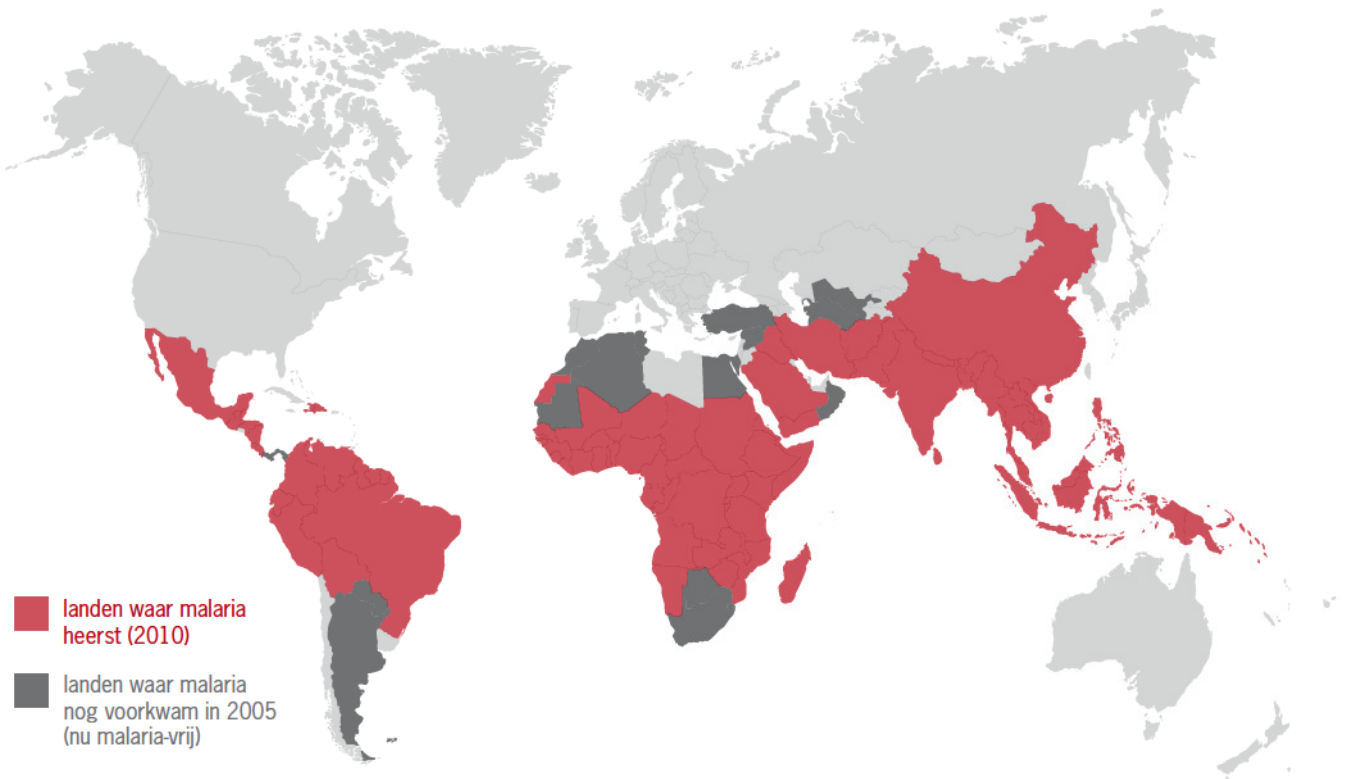 landen waar malaria
heerst (2010)
landen waar malaria
nog voorkwam in 2005
(nu malaria-vrij)